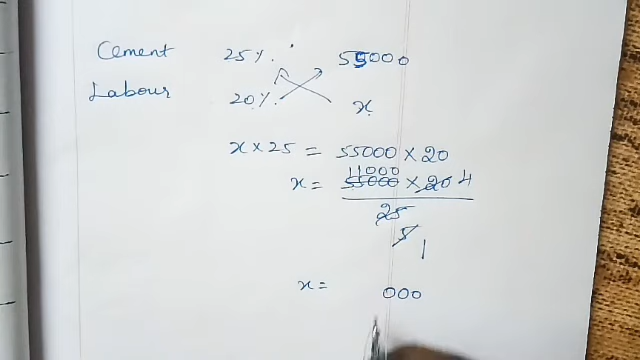 Cement 25%. 55000
Labour 20%. x
x × 25 = 55000 × 20
11000
x = 55000 × 20 4
25
5 1
x = 000